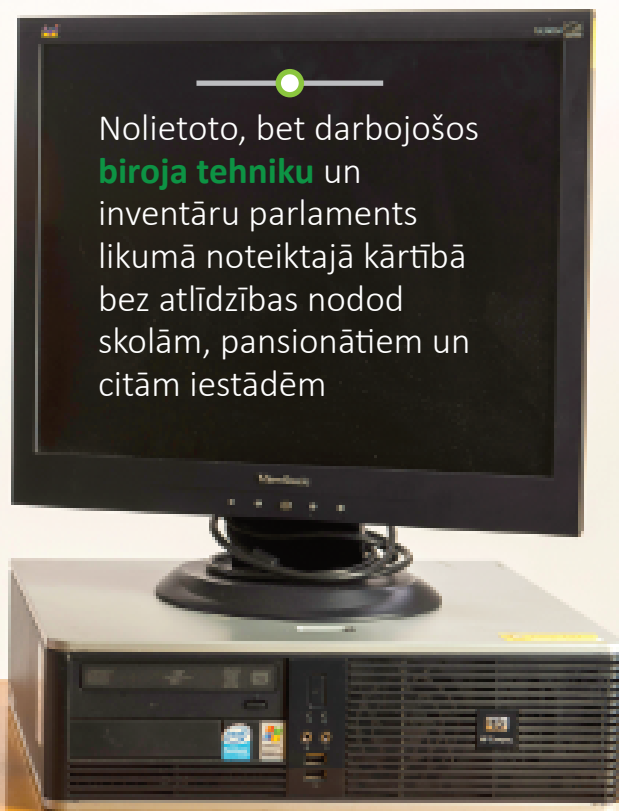 Nolietoto, bet darbojošos
biroja tehniku un
inventāru parlaments
likumā noteiktajā kārtībā
bez atlīdzības nodod
skolām, pansionātiem un
citām iestādēm
ViewSonic